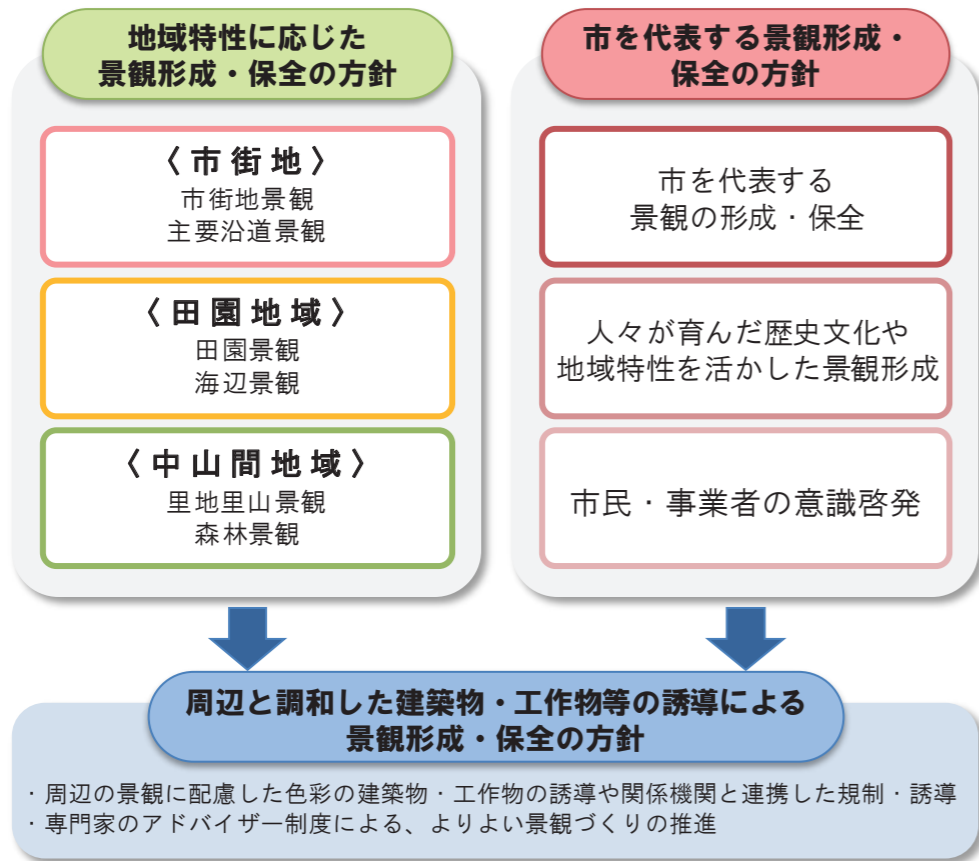 地域特性に応じた
景観形成・保全の方針
〈市街地〉
市街地景観
主要沿道景観
〈田園地域〉
田園景観
海辺景観
〈中山間地域〉
里地里山景観
森林景観
市を代表する景観形成・
保全の方針
市を代表する
景観の形成・保全
人々が育んだ歴史文化や
地域特性を活かした景観形成
市民・事業者の意識啓発
周辺と調和した建築物・工作物等の誘導による
景観形成・保全の方針
・周辺の景観に配慮した色彩の建築物・工作物の誘導や関係機関と連携した規制・誘導
・専門家のアドバイザー制度による、よりよい景観づくりの推進